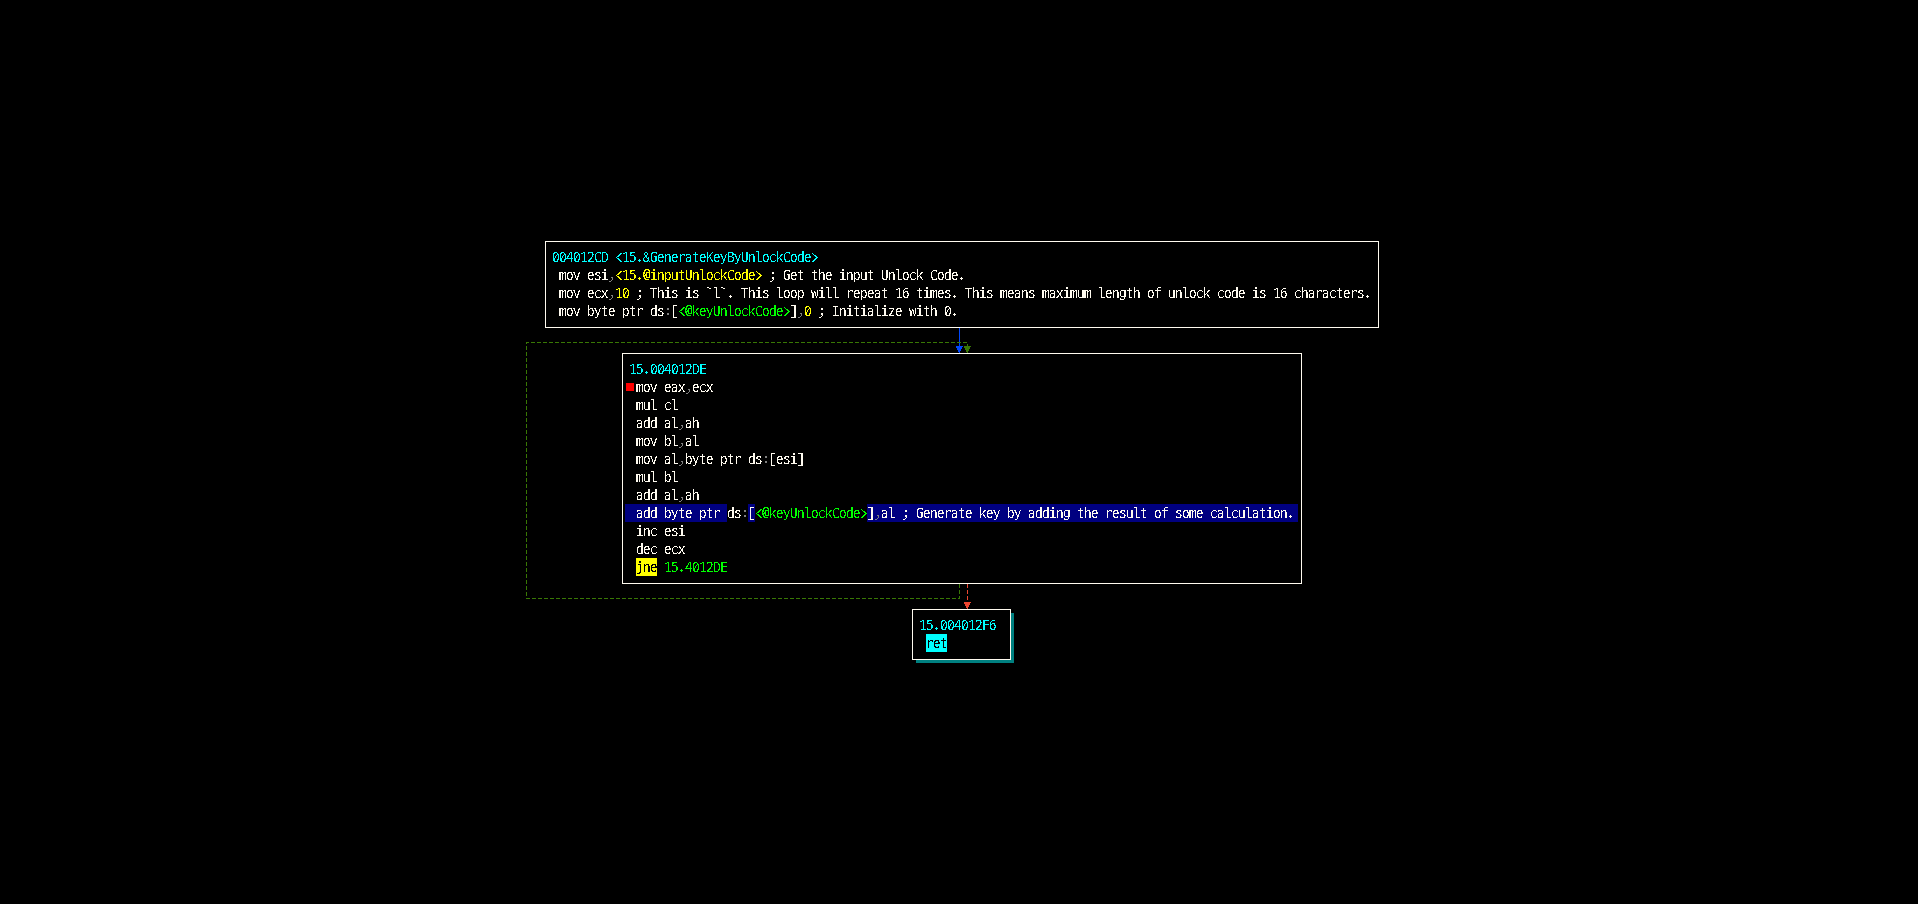 004012CD <15.&GenerateKeyByUnlockCode>
mov esi,<15.@inputUnlockCode> ; Get the input Unlock Code.
mov ecx,10 ; This is `l`. This loop will repeat 16 times. This means maximum length of unlock code is 16 characters.
mov byte ptr ds:[<@keyUnlockCode>],0 ; Initialize with 0.
15.004012DE
mov eax,ecx
mul cl
add al,ah
mov bl,al
mov al,byte ptr ds:[esi]
mul bl
add al,ah
add byte ptr ds:[<@keyUnlockCode>],al ; Generate key by adding the result of some calculation.
inc esi
dec ecx
jne 15.4012DE
15.004012F6
ret